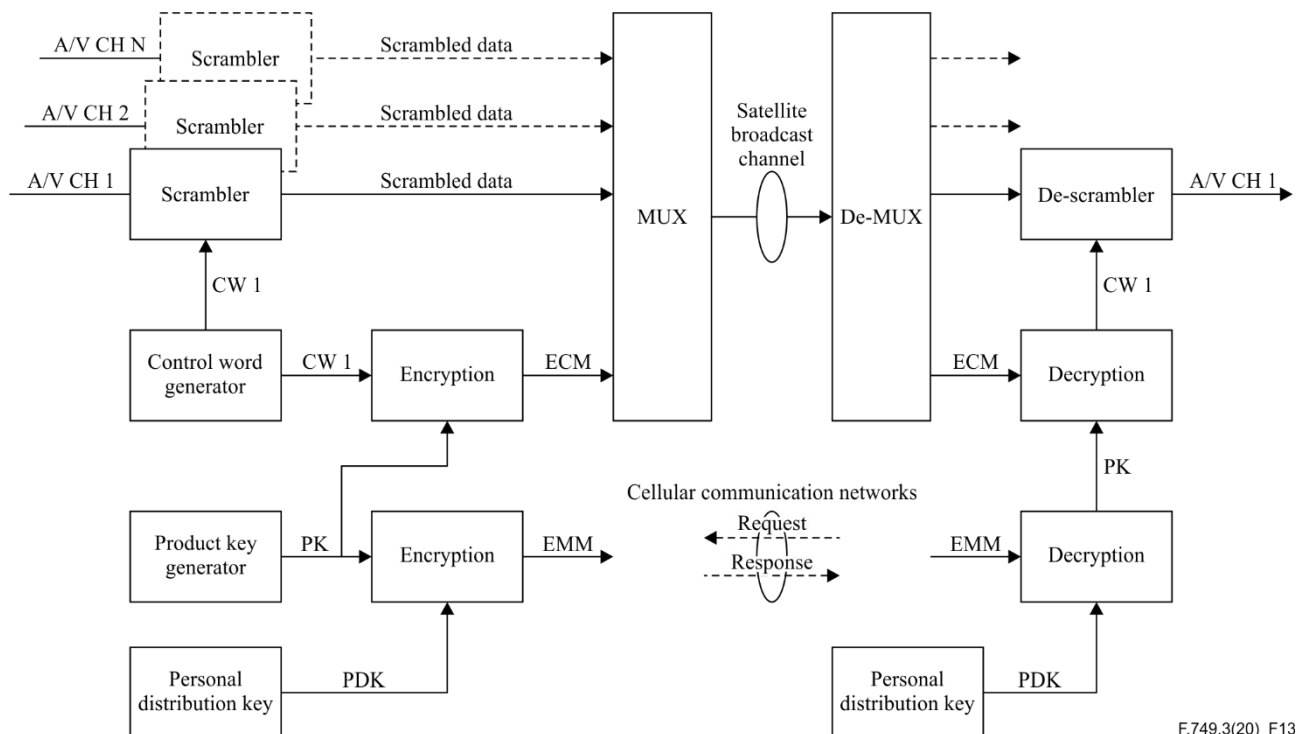 A/V CH N
Scrambler
Scrambled data
A/V CH 2
Scrambler
Scrambled data
Satellite
broadcast
channel
A/V CH 1
Scrambler
Scrambled data
MUX
De-MUX
De-scrambler
A/V CH 1
CW 1
CW 1
Control word
generator
CW 1
Encryption
ECM
ECM
Decryption
PK
Cellular communication networks
Request
Product key
generator
PK
Encryption
EMM
Response
EMM
Decryption
Personal
distribution key
PDK
Personal
distribution key
PDK
F.749.3(20)_F13